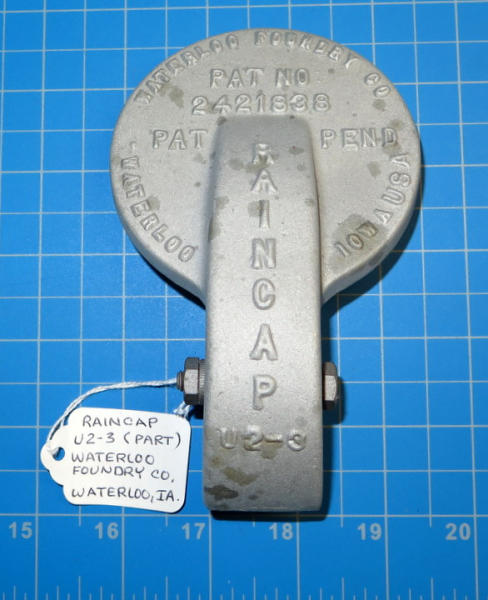 WATERLOO FOUNDRY CO.
PAT NO
2421838
PAT PEND
RAINCAP
U2-3
WATERLOO
IOWA USA
RAINCAP
U2-3 (PART)
WATERLOO
FOUNDRY CO.
WATERLOO, IA.
15 16 17 18 19 20